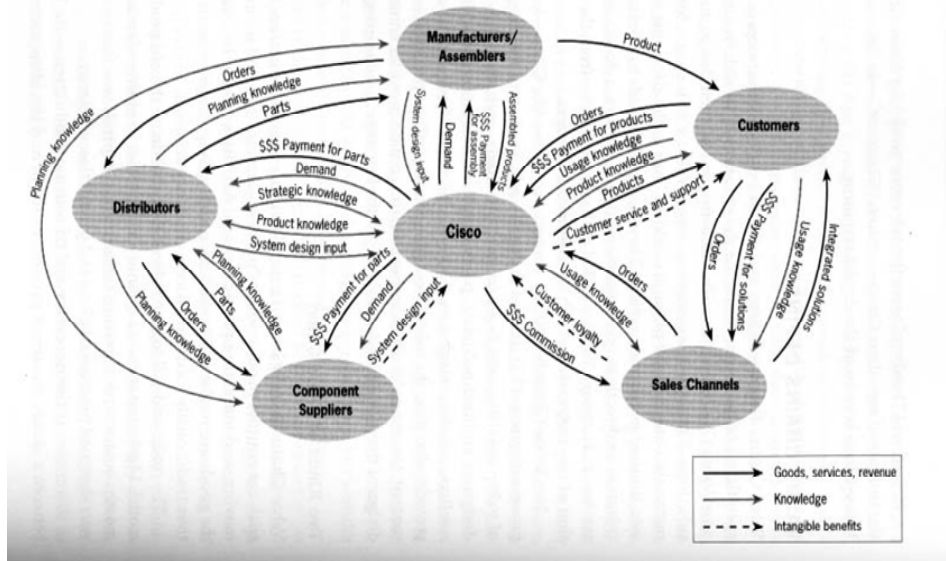 Manufacturers/
Assemblers
Product
Orders
Planning knowledge
Parts
Planning knowledge
System design input
Demand
$$$ Payment
for assembly
Assembled products
Orders
$$$ Payment for products
Usage knowledge
Product knowledge
Products
Customer service and support
Customers
$$$ Payment for parts
Demand
Strategic knowledge
Product knowledge
System design input
Distributors
Cisco
Orders
$$$ Payment for solutions
Usage knowledge
Integrated solutions
Planning knowledge
Parts
Orders
Planning knowledge
$$$ Payment for parts
Demand
System design input
Usage knowledge
Orders
Customer loyalty
$$$ Commission
Component
Suppliers
Sales Channels
Goods, services, revenue
Knowledge
Intangible benefits